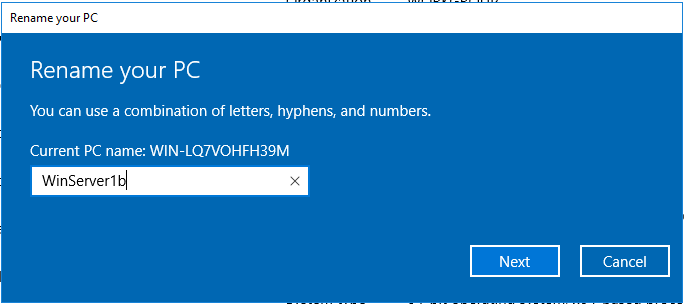 Rename your PC
Rename your PC
You can use a combination of letters, hyphens, and numbers.
Current PC name: WIN-LQ7VOHFH39M
WinServer1b
Next
Cancel